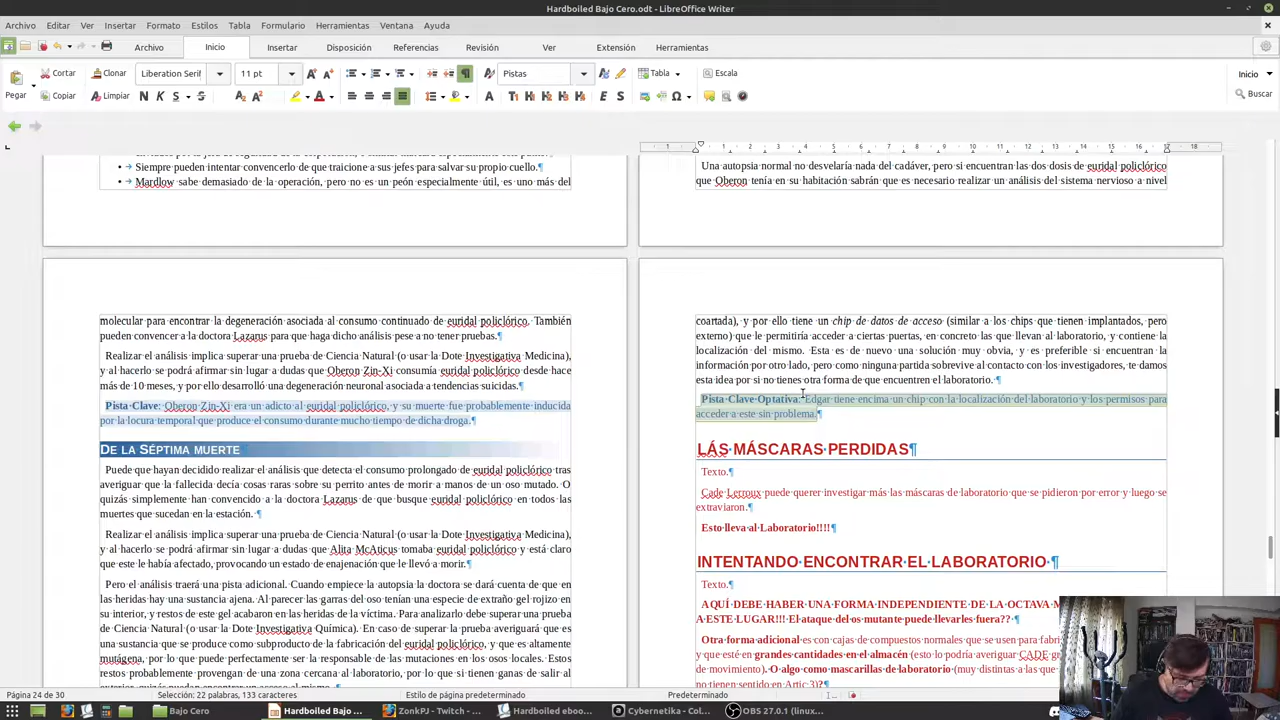 Hardboiled Bajo Cero.odt - LibreOffice Writer
Archivo Editar Ver Insertar Formato Estilos Tabla Formulario Herramientas Ventana Ayuda
Archivo Inicio Insertar Disposición Referencias Revisión Ver Extensión Herramientas
Cortar Clonar Liberation Serif 11 pt Pistas Tabla Escala Inicio
Pegar Copiar Limpiar N K S S Buscar
Siempre pueden intentar convencerlo de que traicione a sus jefes para salvar su propio cuello.
Mardlow sabe demasiado de la operación, pero no es un peón especialmente útil, es uno más del
molecular para encontrar la degeneración asociada al consumo continuado de euridal policlórico. También
pueden convencer a la doctora Lazarus para que haga dicho análisis pese a no tener pruebas.
Realizar el análisis implica superar una prueba de Ciencia Natural (o usar la Dote Investigativa Medicina),
y al hacerlo se podrá afirmar sin lugar a dudas que Oberon Zin-Xi consumía euridal policlórico desde hace
más de 10 meses, y por ello desarrolló una degeneración neuronal asociada a tendencias suicidas.
Pista Clave: Oberon Zin-Xi era un adicto al euridal policlórico, y su muerte fue probablemente inducida
por la locura temporal que produce el consumo durante mucho tiempo de dicha droga.
DE LA SÉPTIMA MUERTE
Puede que hayan decidido realizar el análisis que detecta el consumo prolongado de euridal policlórico tras
averiguar que la fallecida decía cosas raras sobre su perrito antes de morir a manos de un oso mutado. O
quizás simplemente han convencido a la doctora Lazarus de que busque euridal policlórico en todos las
muertes que sucedan en la estación.
Realizar el análisis implica superar una prueba de Ciencia Natural (o usar la Dote Investigativa Medicina),
y al hacerlo se podrá afirmar sin lugar a dudas que Alita McAticus tomaba euridal policlórico y está claro
que este le había afectado, provocando un estado de enajenación que le llevó a morir.
Pero el análisis traerá una pista adicional. Cuando empiece la autopsia la doctora se dará cuenta de que en
las heridas hay una sustancia ajena. Al parecer las garras del oso tenían una especie de extraño gel rojizo en
su interior, y restos de este gel acabaron en las heridas de la víctima. Para analizarlo debe superar una prueba
de Ciencia Natural (o usar la Dote Investigativa Química). En caso de superar la prueba averiguará que es
una sustancia que se produce como subproducto de la fabricación del euridal policlórico, y que es altamente
mutágena, por lo que puede perfectamente ser la responsable de las mutaciones en los osos locales. Estos
restos probablemente provengan de una zona cercana al laboratorio, por lo que si tienen ganas de salir al
Una autopsia normal no desvelaría nada del cadáver, pero si encuentran las dos dosis de euridal policlórico
que Oberon tenía en su habitación sabrán que es necesario realizar un análisis del sistema nervioso a nivel
coartada), y por ello tiene un chip de datos de acceso (similar a los chips que tienen implantados, pero
externo) que le permitiría acceder a ciertas puertas, en concreto las que llevan al laboratorio, y contiene la
localización del mismo. Esta es de nuevo una solución muy obvia, y es preferible si encuentran la
información por otro lado, pero como ninguna partida sobrevive al contacto con los investigadores, te damos
esta idea por si no tienes otra forma de que encuentren el laboratorio.
Pista Clave Optativa: Edgar tiene encima un chip con la localización del laboratorio y los permisos para
acceder a este sin problema.
LÁS MÁSCARAS PERDIDAS
Texto.
Cade Lerroux puede querer investigar más las máscaras de laboratorio que se pidieron por error y luego se
extraviaron.
Esto lleva al Laboratorio!!!!
INTENTANDO ENCONTRAR EL LABORATORIO
Texto.
AQUÍ DEBE HABER UNA FORMA INDEPENDIENTE DE LA OCTAVA
A ESTE LUGAR!!! El ataque del os mutante puede llevarles fuera??
Otra forma adicional es con cajas de compuestos normales que se usen para
y que esté en grandes cantidades en el almacén (esto lo podría averiguar CADE
de movimiento). O algo como mascarillas de laboratorio (muy distintas a las
no tienen sentido en Artic 3)?
Página 24 de 30 Selección: 22 palabras, 133 caracteres Estilo de página predeterminado Predeterminado
Bajo Cero Hardboiled Bajo ... ZonkPJ - Twitch - ... Hardboiled eboo... Cybernetika - Col... OBS 27.0.1 (linux...